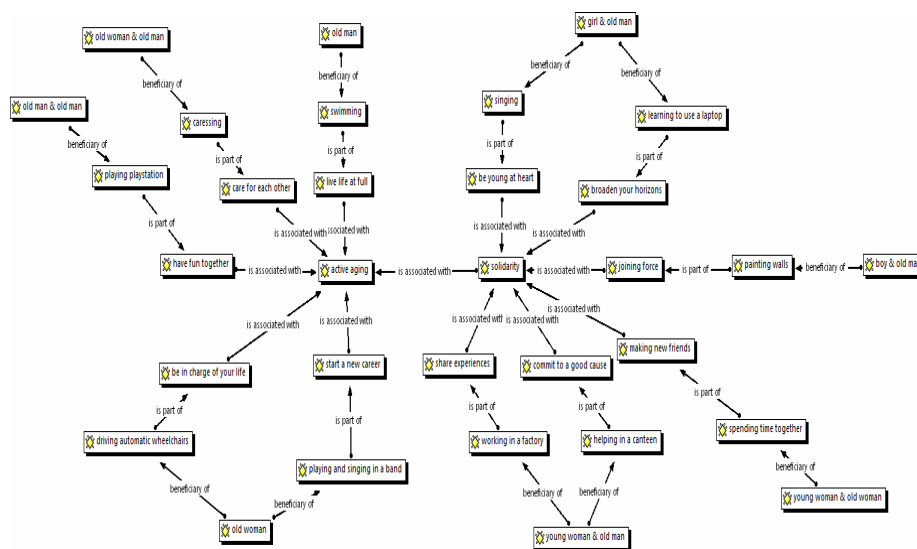 girl & old man
old woman & old man
old man
beneficiary of
beneficiary of
beneficiary of
beneficiary of
old man & old man
singing
swimming
learning to use a laptop
caressing
beneficiary of
is part of
is part of
is part of
is part of
playing playstation
be young at heart
live life at full
care for each other
broaden your horizons
is part of
is associated with
is associated with
is associated with
sociated with
have fun together
is associated with
active aging
is associated with
solidarity
is associated with
joining force
is part of
painting walls
beneficiary of
boy & old ma
is associated with
is associated with
is associated with
is associated with
is associated with
making new friends
start a new career
share experiences
commit to a good cause
be in charge of your life
is part of
is part of
is part of
is part of
is part of
driving automatic wheelchairs
working in a factory
helping in a canteen
spending time together
playing and singing in a band
beneficiary of
beneficiary of
beneficiary of
beneficiary of
beneficiary of
young woman & old woman
old woman
young woman & old man